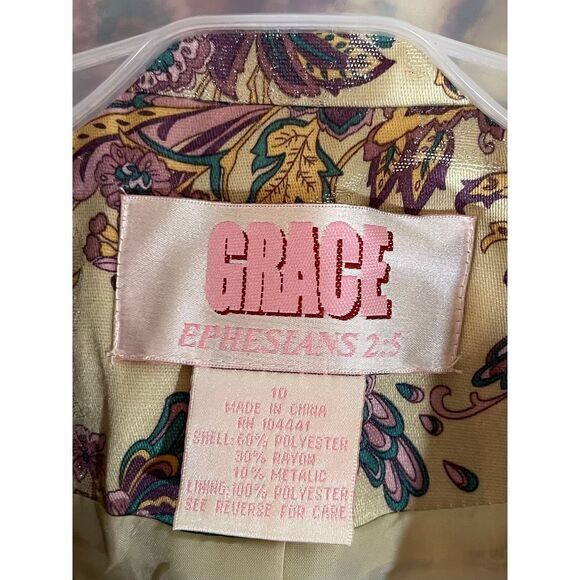 GRACE
EPHESIANS 2:5
10
MADE IN CHINA
RN 104441
SHELL: 60% POLYESTER
30% RAYON
10% METALIC
LINING: 100% POLYESTER
SEE REVERSE FOR CARE